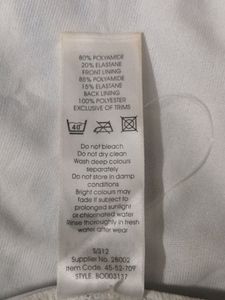 80% POLYAMIDE
20% ELASTANE
FRONT LINING
85% POLYAMIDE
15% ELASTANE
BACK LINING
100% POLYESTER
EXCLUSIVE OF TRIMS
40°
Do not bleach.
Do not dry clean
Wash deep colours
separately
Do not store in damp
conditions
Bright colours may
fade if subject to
prolonged sunlight
or chlorinated water
Rinse thoroughly in fresh
water after wear
S/S12
Supplier No. 28002
Item Code. 45-52-709
STYLE. BC003137